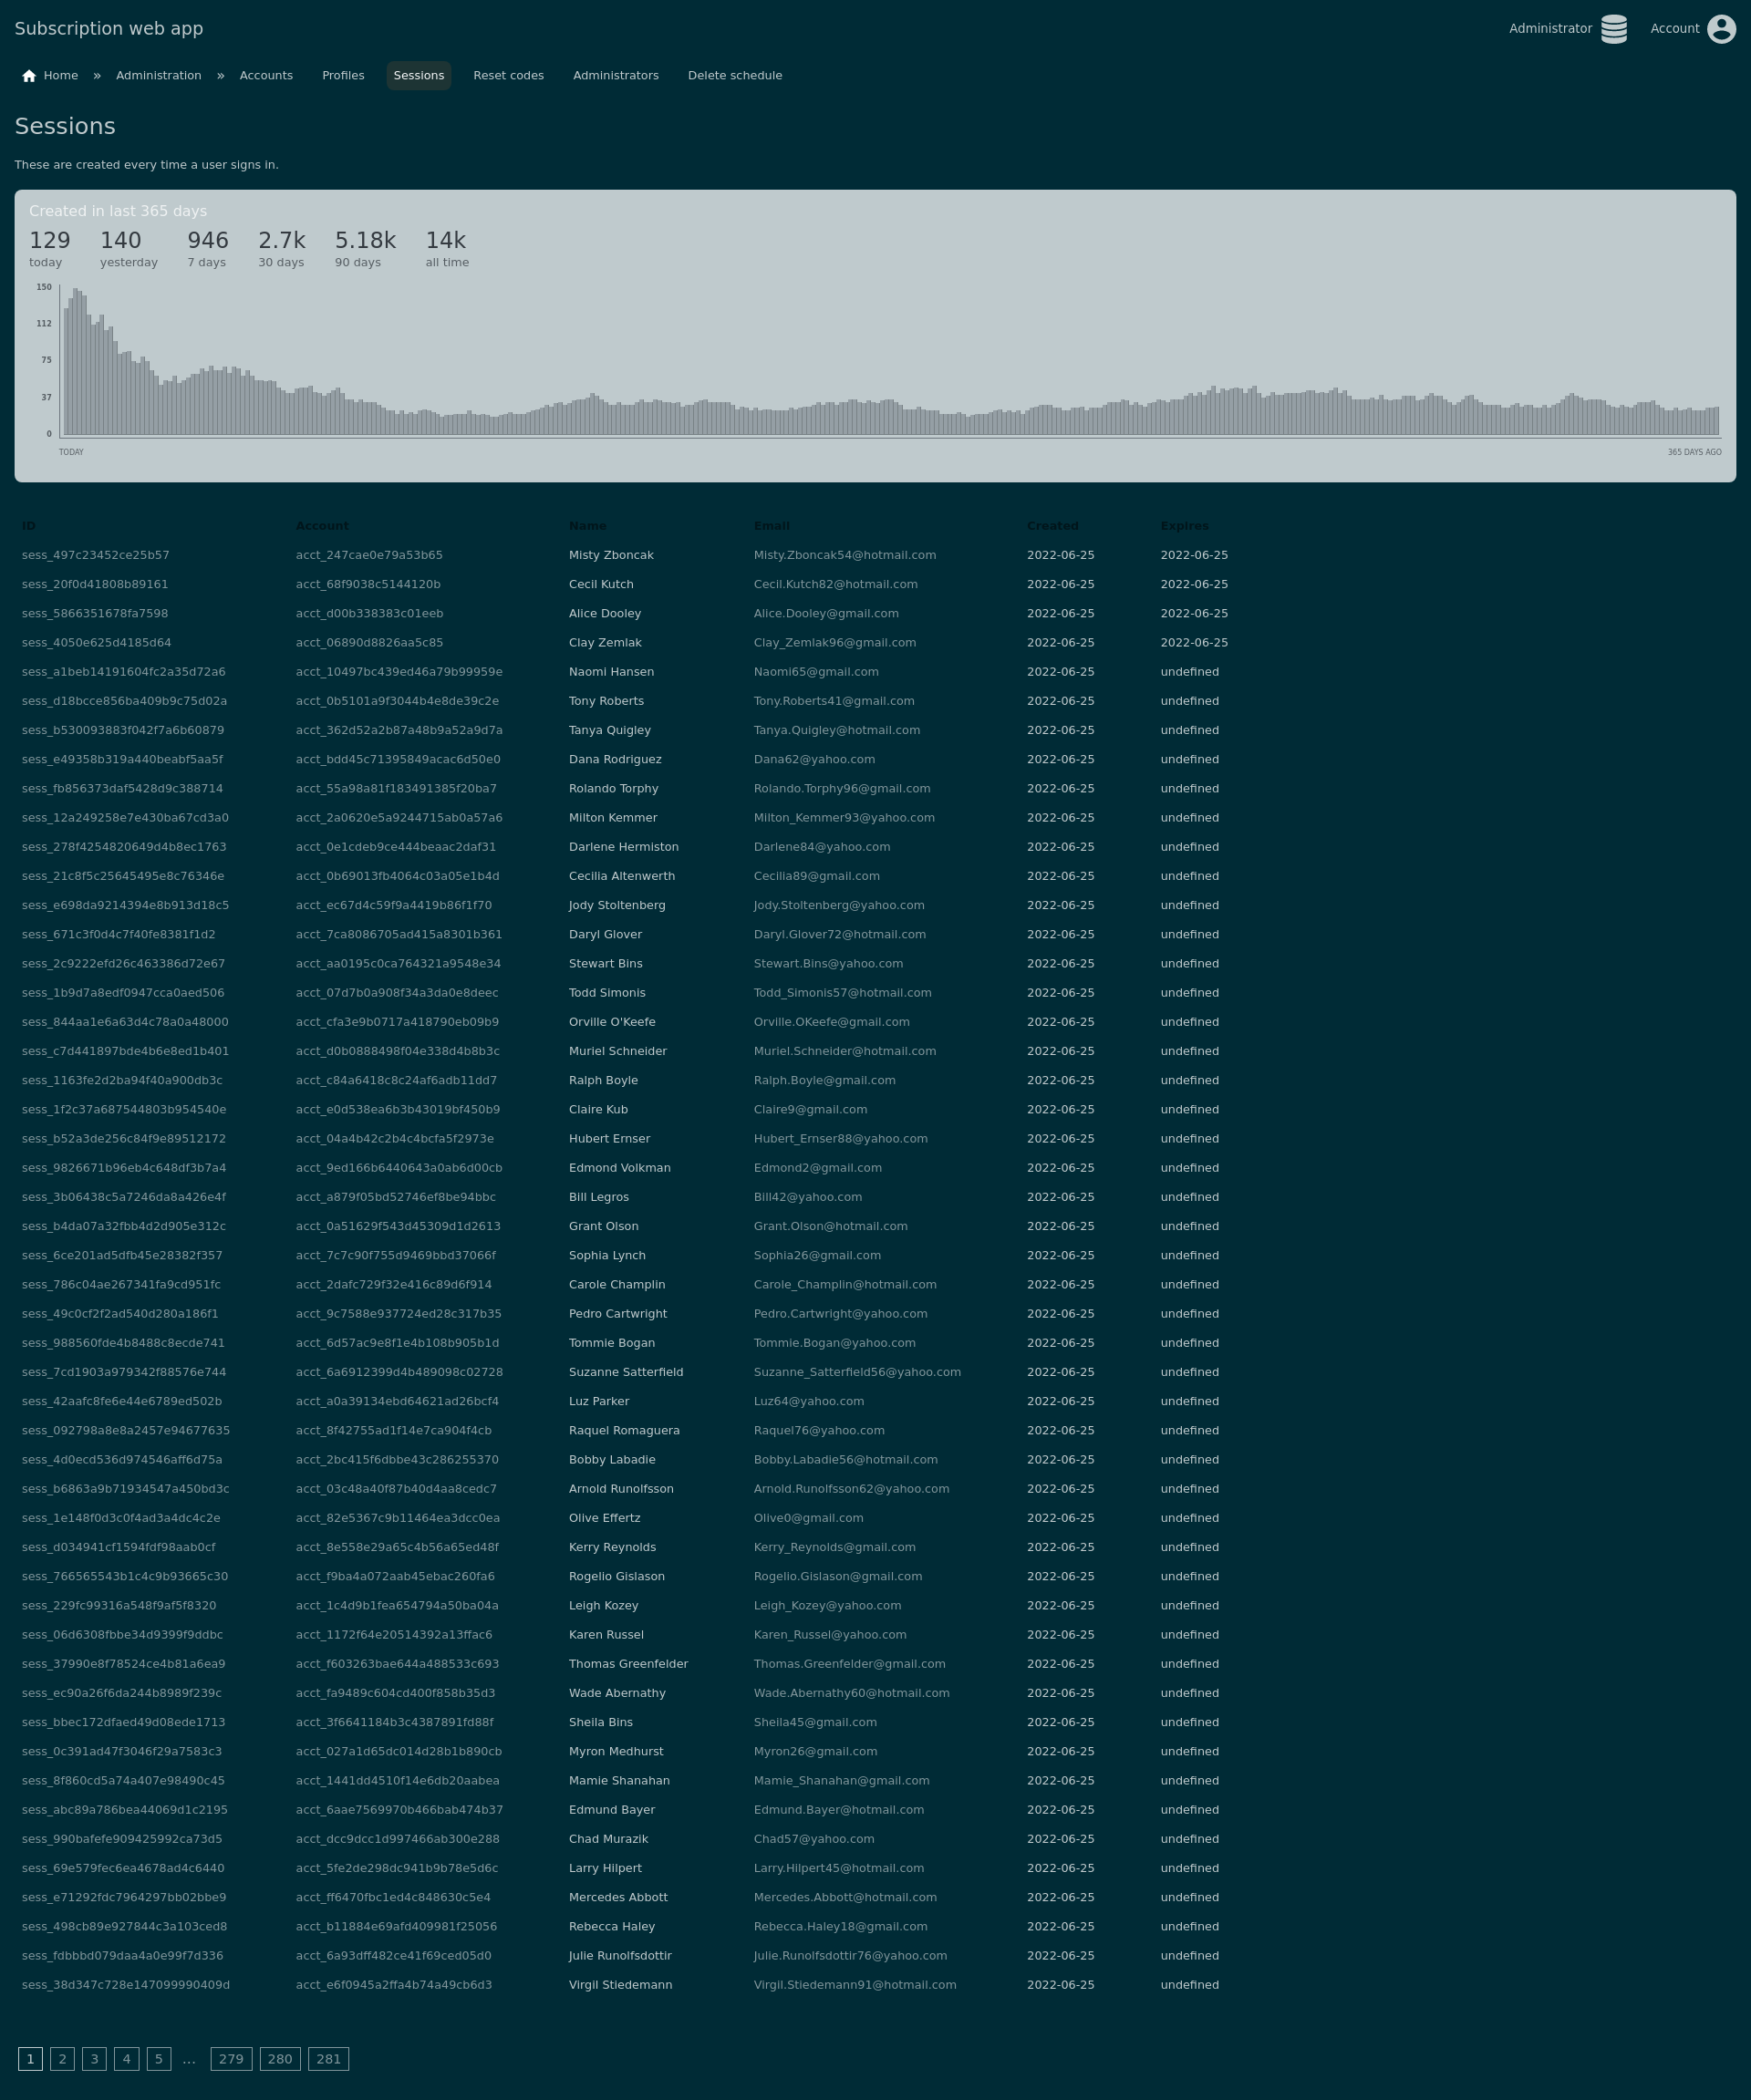 Subscription web app
Administrator Account
Home » Administration » Accounts Profiles Sessions Reset codes Administrators Delete schedule
Sessions
These are created every time a user signs in.
Created in last 365 days
129 140 946 2.7k 5.18k 14k
today yesterday 7 days 30 days 90 days all time
150
112
75
37
0
TODAY 365 DAYS AGO
ID Account Name Email Created Expires
sess_497c23452ce25b57 acct_247cae0e79a53b65 Misty Zboncak Misty.Zboncak54@hotmail.com 2022-06-25 2022-06-25
sess_20f0d41808b89161 acct_68f9038c5144120b Cecil Kutch Cecil.Kutch82@hotmail.com 2022-06-25 2022-06-25
sess_5866351678fa7598 acct_d00b338383c01eeb Alice Dooley Alice.Dooley@gmail.com 2022-06-25 2022-06-25
sess_4050e625d4185d64 acct_06890d8826aa5c85 Clay Zemlak Clay_Zemlak96@gmail.com 2022-06-25 2022-06-25
sess_a1beb14191604fc2a35d72a6 acct_10497bc439ed46a79b99959e Naomi Hansen Naomi65@gmail.com 2022-06-25 undefined
sess_d18bcce856ba409b9c75d02a acct_0b5101a9f3044b4e8de39c2e Tony Roberts Tony.Roberts41@gmail.com 2022-06-25 undefined
sess_b530093883f042f7a6b60879 acct_362d52a2b87a48b9a52a9d7a Tanya Quigley Tanya.Quigley@hotmail.com 2022-06-25 undefined
sess_e49358b319a440beabf5aa5f acct_bdd45c71395849acac6d50e0 Dana Rodriguez Dana62@yahoo.com 2022-06-25 undefined
sess_fb856373daf5428d9c388714 acct_55a98a81f183491385f20ba7 Rolando Torphy Rolando.Torphy96@gmail.com 2022-06-25 undefined
sess_12a249258e7e430ba67cd3a0 acct_2a0620e5a9244715ab0a57a6 Milton Kemmer Milton_Kemmer93@yahoo.com 2022-06-25 undefined
sess_278f4254820649d4b8ec1763 acct_0e1cdeb9ce444beaac2daf31 Darlene Hermiston Darlene84@yahoo.com 2022-06-25 undefined
sess_21c8f5c25645495e8c76346e acct_0b69013fb4064c03a05e1b4d Cecilia Altenwerth Cecilia89@gmail.com 2022-06-25 undefined
sess_e698da9214394e8b913d18c5 acct_ec67d4c59f9a4419b86f1f70 Jody Stoltenberg Jody.Stoltenberg@yahoo.com 2022-06-25 undefined
sess_671c3f0d4c7f40fe8381f1d2 acct_7ca8086705ad415a8301b361 Daryl Glover Daryl.Glover72@hotmail.com 2022-06-25 undefined
sess_2c9222efd26c463386d72e67 acct_aa0195c0ca764321a9548e34 Stewart Bins Stewart.Bins@yahoo.com 2022-06-25 undefined
sess_1b9d7a8edf0947cca0aed506 acct_07d7b0a908f34a3da0e8deec Todd Simonis Todd_Simonis57@hotmail.com 2022-06-25 undefined
sess_844aa1e6a63d4c78a0a48000 acct_cfa3e9b0717a418790eb09b9 Orville O'Keefe Orville.OKeefe@gmail.com 2022-06-25 undefined
sess_c7d441897bde4b6e8ed1b401 acct_d0b0888498f04e338d4b8b3c Muriel Schneider Muriel.Schneider@hotmail.com 2022-06-25 undefined
sess_1163fe2d2ba94f40a900db3c acct_c84a6418c8c24af6adb11dd7 Ralph Boyle Ralph.Boyle@gmail.com 2022-06-25 undefined
sess_1f2c37a687544803b954540e acct_e0d538ea6b3b43019bf450b9 Claire Kub Claire9@gmail.com 2022-06-25 undefined
sess_b52a3de256c84f9e89512172 acct_04a4b42c2b4c4bcfa5f2973e Hubert Ernser Hubert_Ernser88@yahoo.com 2022-06-25 undefined
sess_9826671b96eb4c648df3b7a4 acct_9ed166b6440643a0ab6d00cb Edmond Volkman Edmond2@gmail.com 2022-06-25 undefined
sess_3b06438c5a7246da8a426e4f acct_a879f05bd52746ef8be94bbc Bill Legros Bill42@yahoo.com 2022-06-25 undefined
sess_b4da07a32fbb4d2d905e312c acct_0a51629f543d45309d1d2613 Grant Olson Grant.Olson@hotmail.com 2022-06-25 undefined
sess_6ce201ad5dfb45e28382f357 acct_7c7c90f755d9469bbd37066f Sophia Lynch Sophia26@gmail.com 2022-06-25 undefined
sess_786c04ae267341fa9cd951fc acct_2dafc729f32e416c89d6f914 Carole Champlin Carole_Champlin@hotmail.com 2022-06-25 undefined
sess_49c0cf2f2ad540d280a186f1 acct_9c7588e937724ed28c317b35 Pedro Cartwright Pedro.Cartwright@yahoo.com 2022-06-25 undefined
sess_988560fde4b8488c8ecde741 acct_6d57ac9e8f1e4b108b905b1d Tommie Bogan Tommie.Bogan@yahoo.com 2022-06-25 undefined
sess_7cd1903a979342f88576e744 acct_6a6912399d4b489098c02728 Suzanne Satterfield Suzanne_Satterfield56@yahoo.com 2022-06-25 undefined
sess_42aafc8fe6e44e6789ed502b acct_a0a39134ebd64621ad26bcf4 Luz Parker Luz64@yahoo.com 2022-06-25 undefined
sess_092798a8e8a2457e94677635 acct_8f42755ad1f14e7ca904f4cb Raquel Romaguera Raquel76@yahoo.com 2022-06-25 undefined
sess_4d0ecd536d974546aff6d75a acct_2bc415f6dbbe43c286255370 Bobby Labadie Bobby.Labadie56@hotmail.com 2022-06-25 undefined
sess_b6863a9b71934547a450bd3c acct_03c48a40f87b40d4aa8cedc7 Arnold Runolfsson Arnold.Runolfsson62@yahoo.com 2022-06-25 undefined
sess_1e148f0d3c0f4ad3a4dc4c2e acct_82e5367c9b11464ea3dcc0ea Olive Effertz Olive0@gmail.com 2022-06-25 undefined
sess_d034941cf1594fdf98aab0cf acct_8e558e29a65c4b56a65ed48f Kerry Reynolds Kerry_Reynolds@gmail.com 2022-06-25 undefined
sess_766565543b1c4c9b93665c30 acct_f9ba4a072aab45ebac260fa6 Rogelio Gislason Rogelio.Gislason@gmail.com 2022-06-25 undefined
sess_229fc99316a548f9af5f8320 acct_1c4d9b1fea654794a50ba04a Leigh Kozey Leigh_Kozey@yahoo.com 2022-06-25 undefined
sess_06d6308fbbe34d9399f9ddbc acct_1172f64e20514392a13ffac6 Karen Russel Karen_Russel@yahoo.com 2022-06-25 undefined
sess_37990e8f78524ce4b81a6ea9 acct_f603263bae644a488533c693 Thomas Greenfelder Thomas.Greenfelder@gmail.com 2022-06-25 undefined
sess_ec90a26f6da244b8989f239c acct_fa9489c604cd400f858b35d3 Wade Abernathy Wade.Abernathy60@hotmail.com 2022-06-25 undefined
sess_bbec172dfaed49d08ede1713 acct_3f6641184b3c4387891fd88f Sheila Bins Sheila45@gmail.com 2022-06-25 undefined
sess_0c391ad47f3046f29a7583c3 acct_027a1d65dc014d28b1b890cb Myron Medhurst Myron26@gmail.com 2022-06-25 undefined
sess_8f860cd5a74a407e98490c45 acct_1441dd4510f14e6db20aabea Mamie Shanahan Mamie_Shanahan@gmail.com 2022-06-25 undefined
sess_abc89a786bea44069d1c2195 acct_6aae7569970b466bab474b37 Edmund Bayer Edmund.Bayer@hotmail.com 2022-06-25 undefined
sess_990bafefe909425992ca73d5 acct_dcc9dcc1d997466ab300e288 Chad Murazik Chad57@yahoo.com 2022-06-25 undefined
sess_69e579fec6ea4678ad4c6440 acct_5fe2de298dc941b9b78e5d6c Larry Hilpert Larry.Hilpert45@hotmail.com 2022-06-25 undefined
sess_e71292fdc7964297bb02bbe9 acct_ff6470fbc1ed4c848630c5e4 Mercedes Abbott Mercedes.Abbott@hotmail.com 2022-06-25 undefined
sess_498cb89e927844c3a103ced8 acct_b11884e69afd409981f25056 Rebecca Haley Rebecca.Haley18@gmail.com 2022-06-25 undefined
sess_fdbbbd079daa4a0e99f7d336 acct_6a93dff482ce41f69ced05d0 Julie Runolfsdottir Julie.Runolfsdottir76@yahoo.com 2022-06-25 undefined
sess_38d347c728e147099990409d acct_e6f0945a2ffa4b74a49cb6d3 Virgil Stiedemann Virgil.Stiedemann91@hotmail.com 2022-06-25 undefined
1 2 3 4 5 ... 279 280 281